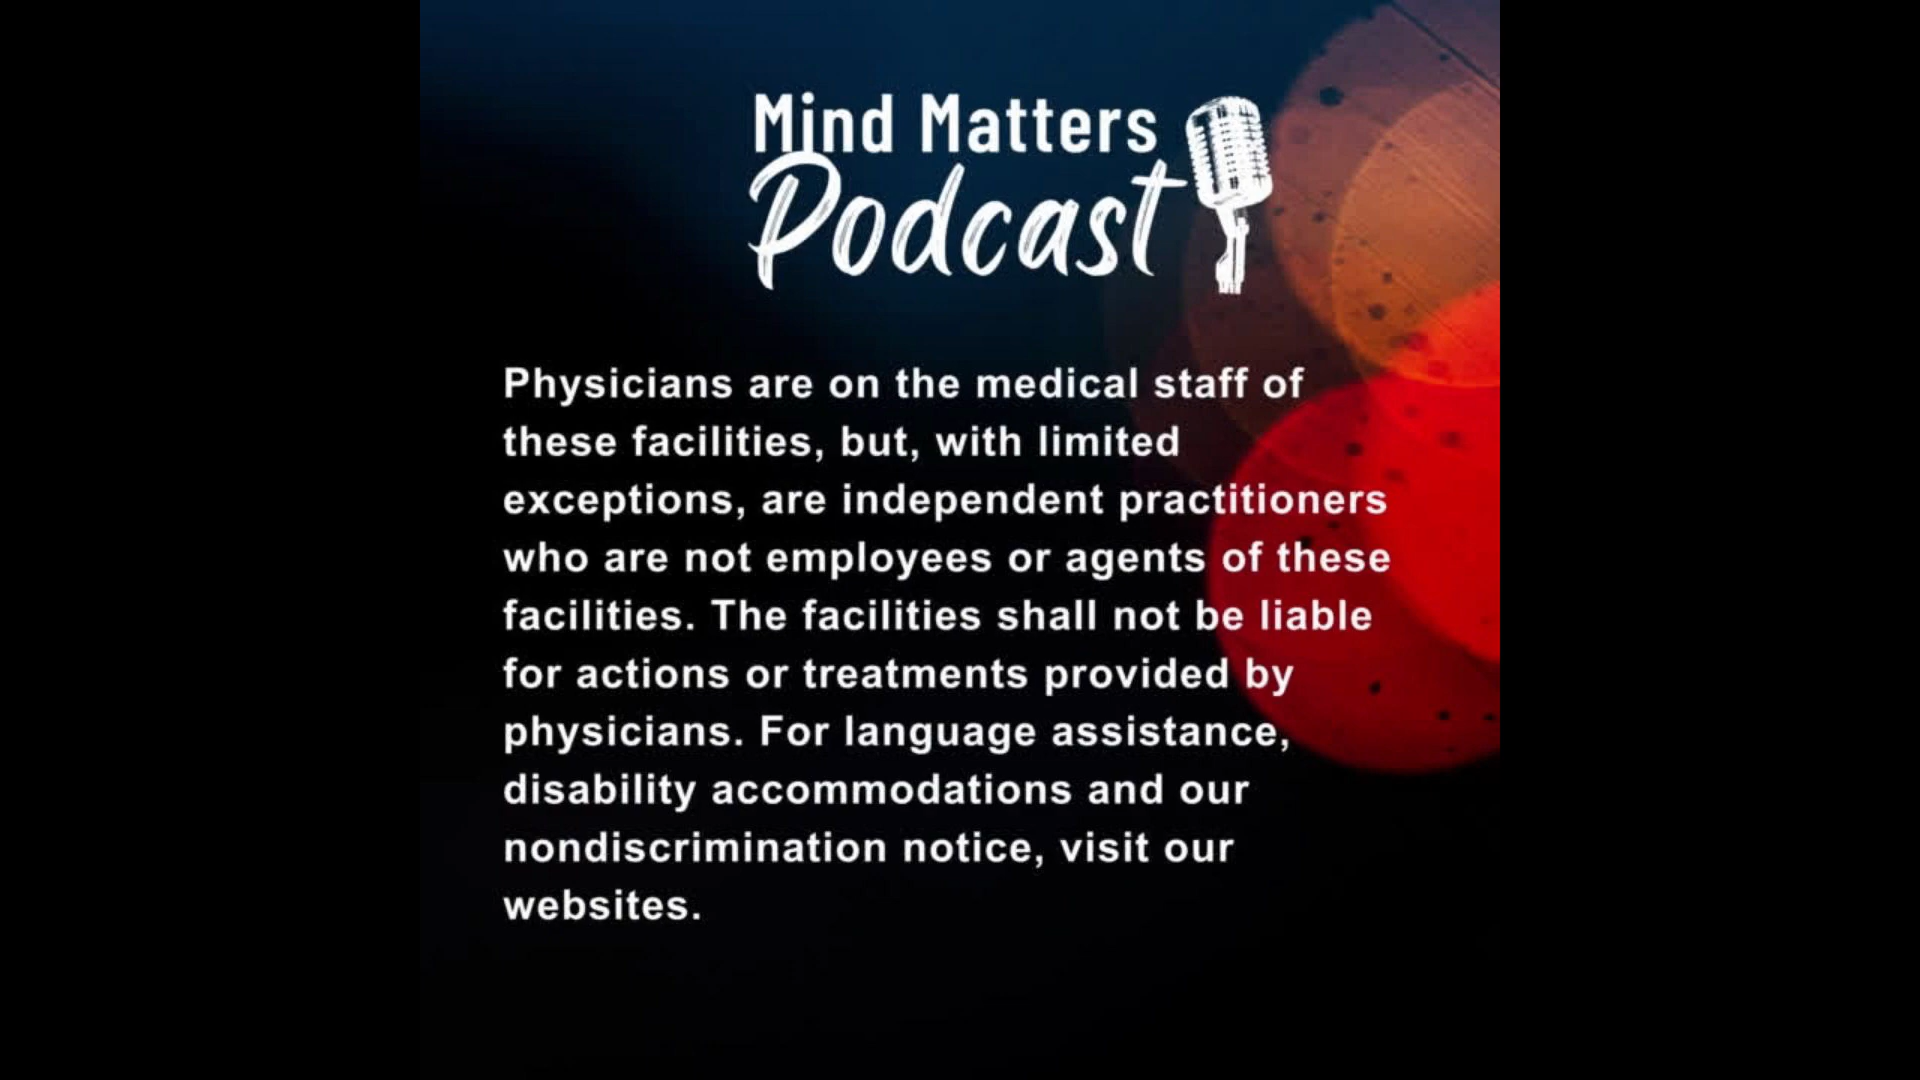 Mind Matters
Podcast
Physicians are on the medical staff of
these facilities, but, with limited
exceptions, are independent practitioners
who are not employees or agents of these
facilities. The facilities shall not be liable
for actions or treatments provided by
physicians. For language assistance,
disability accommodations and our
nondiscrimination notice, visit our
websites.